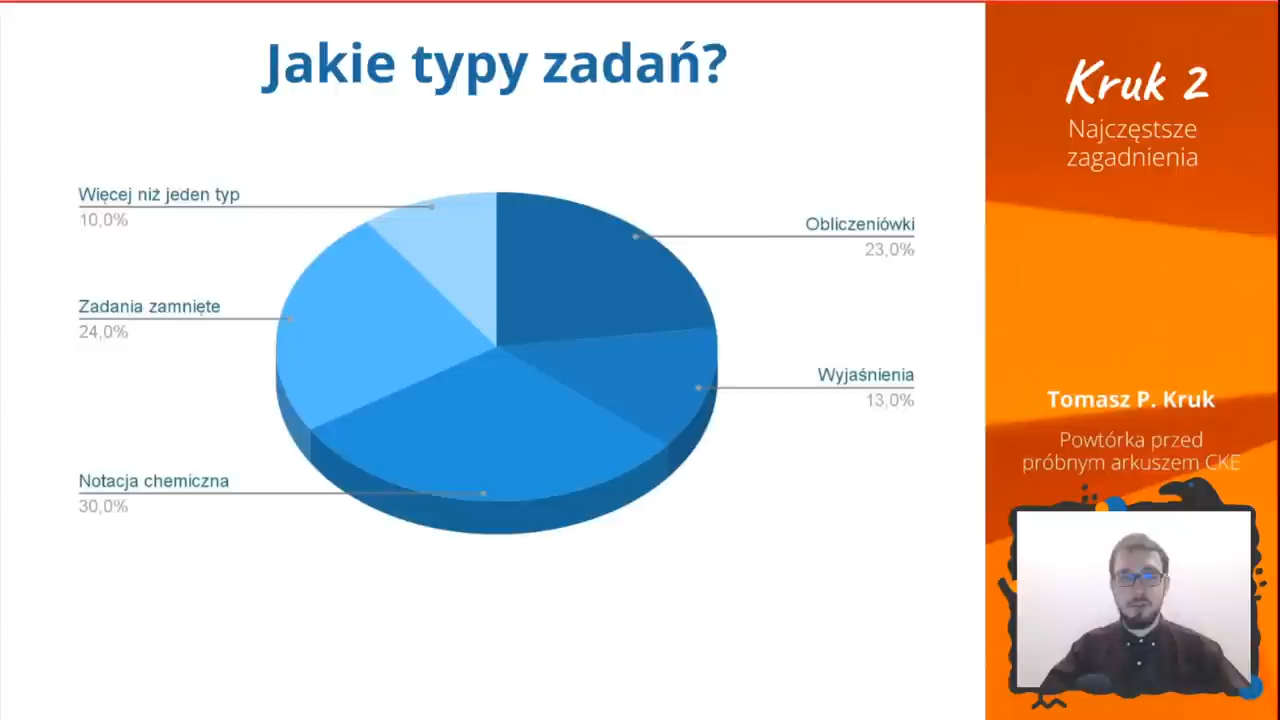 Jakie typy zadań?
Więcej niż jeden typ
10,0%
Zadania zamnięte
24,0%
Notacja chemiczna
30,0%
Obliczeniówki
23,0%
Wyjaśnienia
13,0%
Kruk 2
Najczęstsze
zagadnienia
Tomasz P. Kruk
Powtórka przed
próbnym arkuszem CKE